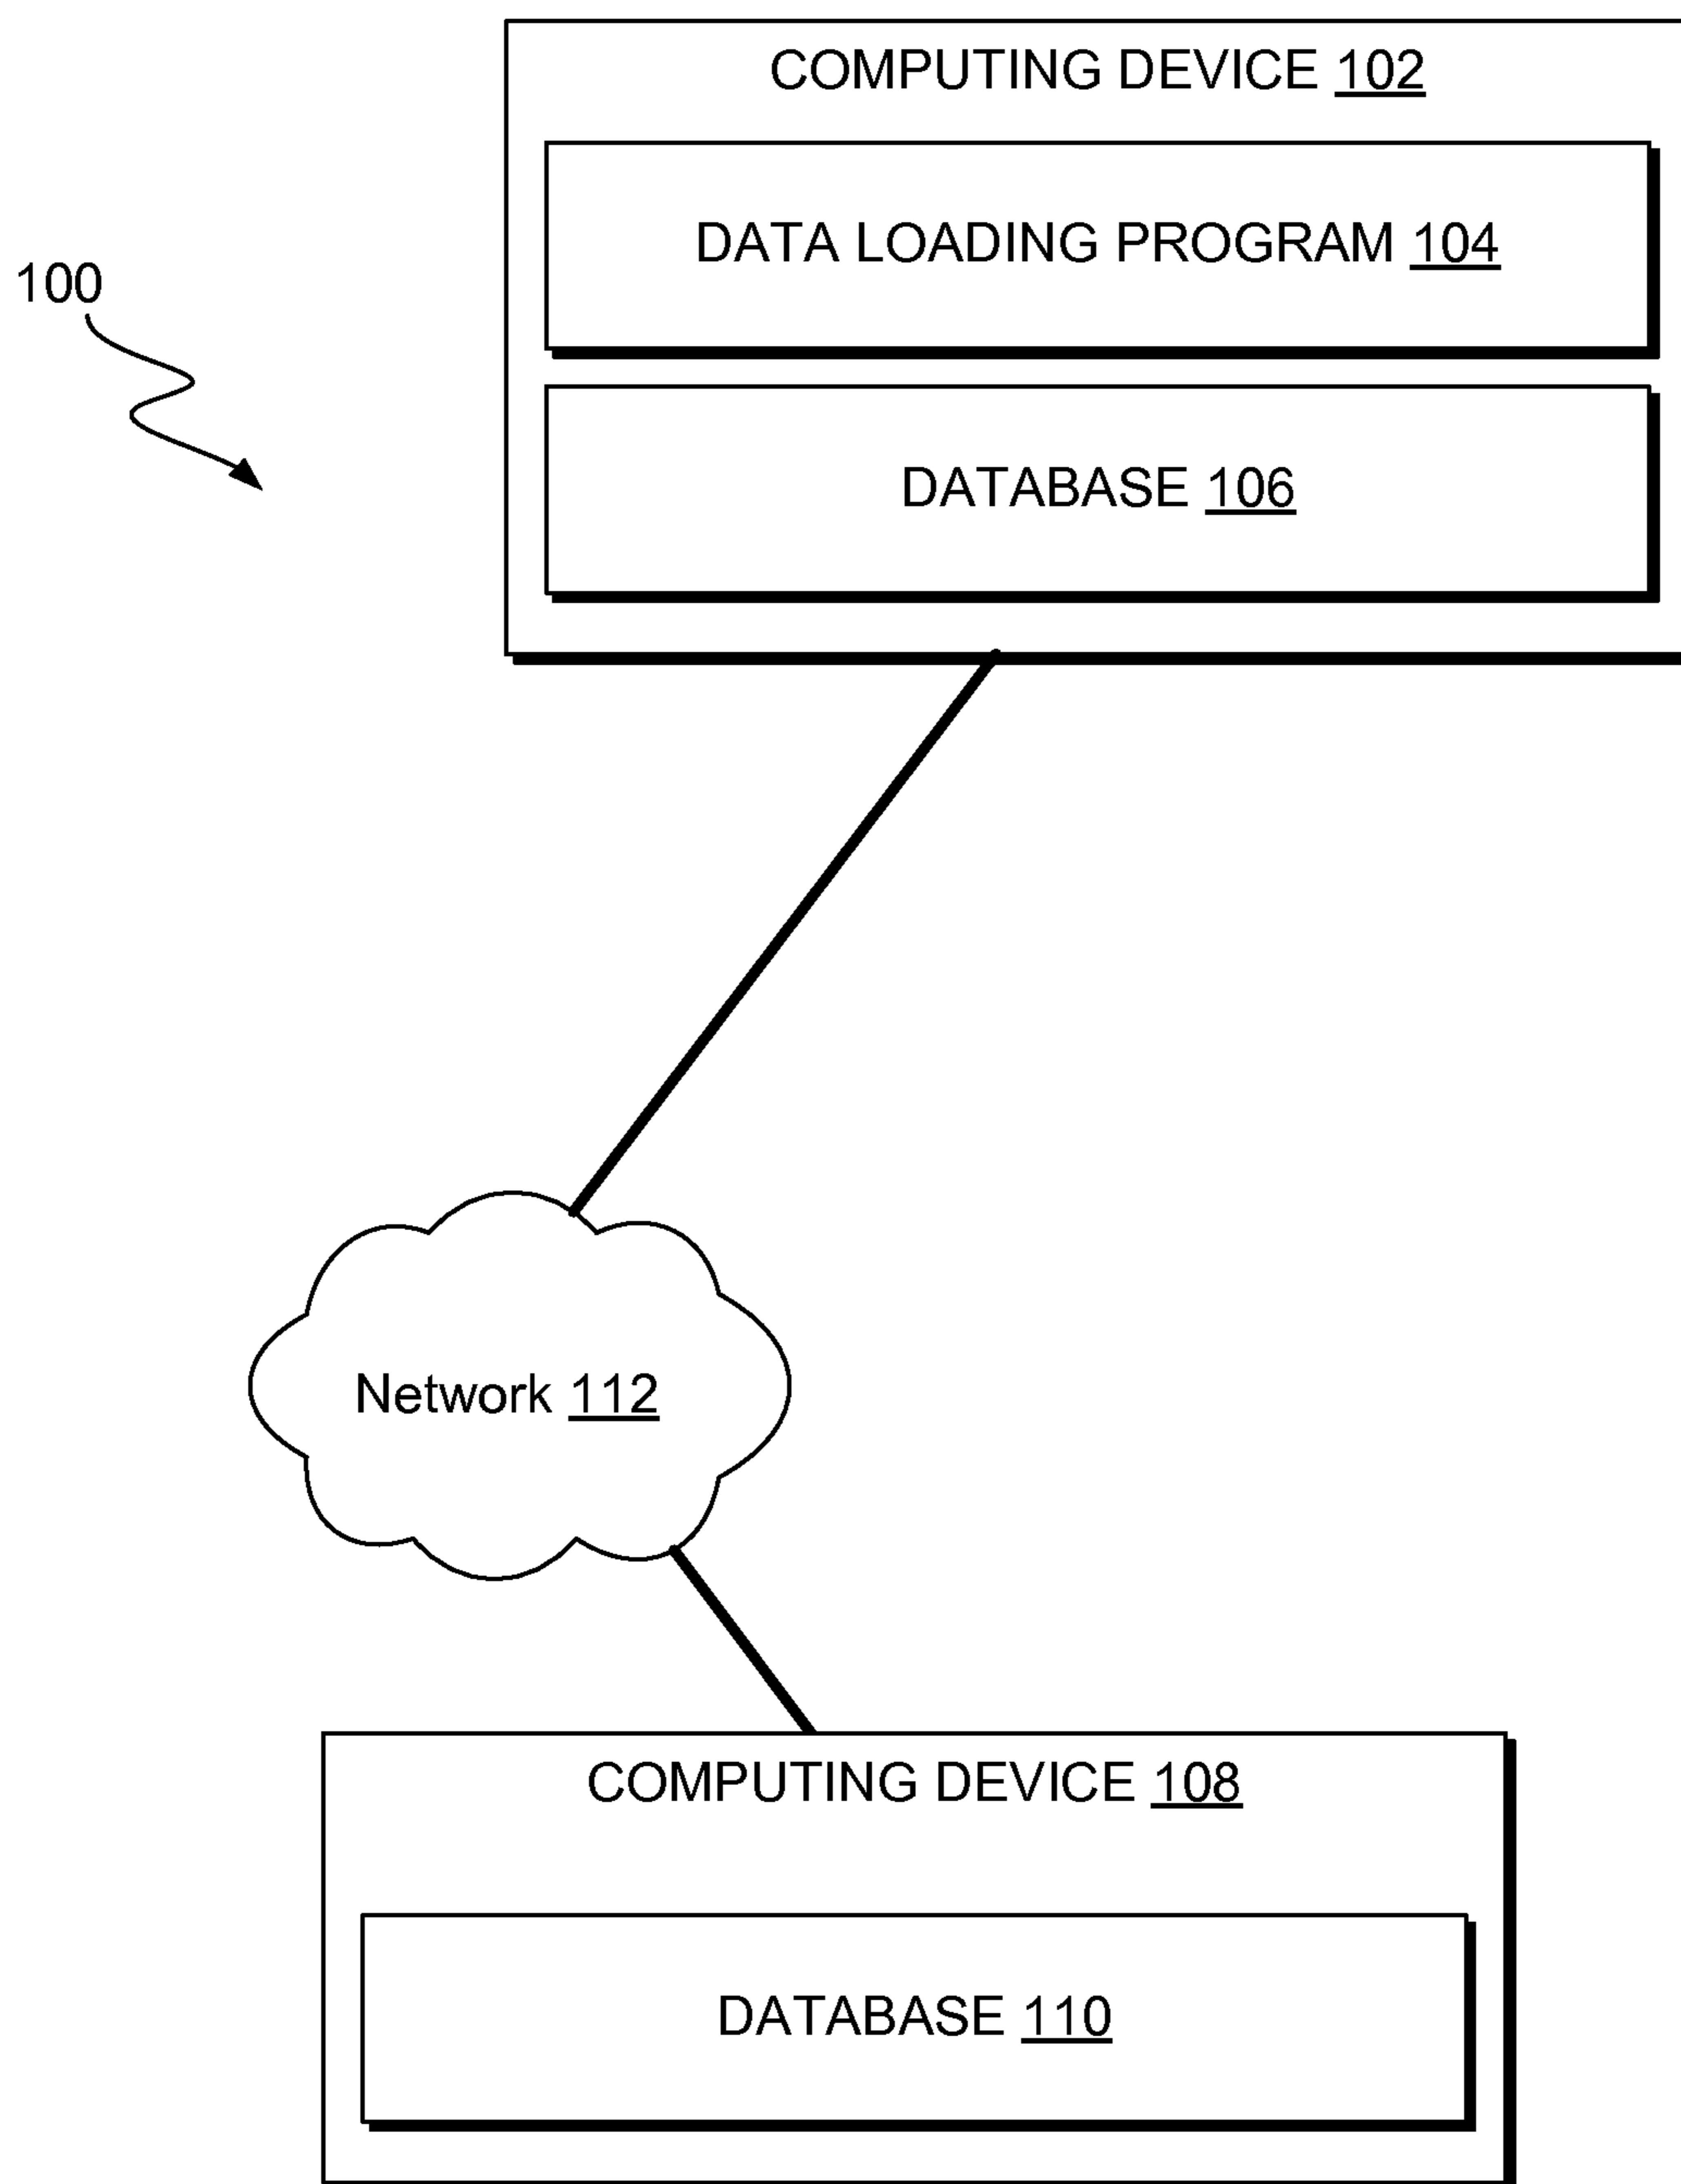 COMPUTING DEVICE 102
DATA LOADING PROGRAM 104
100
DATABASE 106
Network 112
COMPUTING DEVICE 108
DATABASE 110